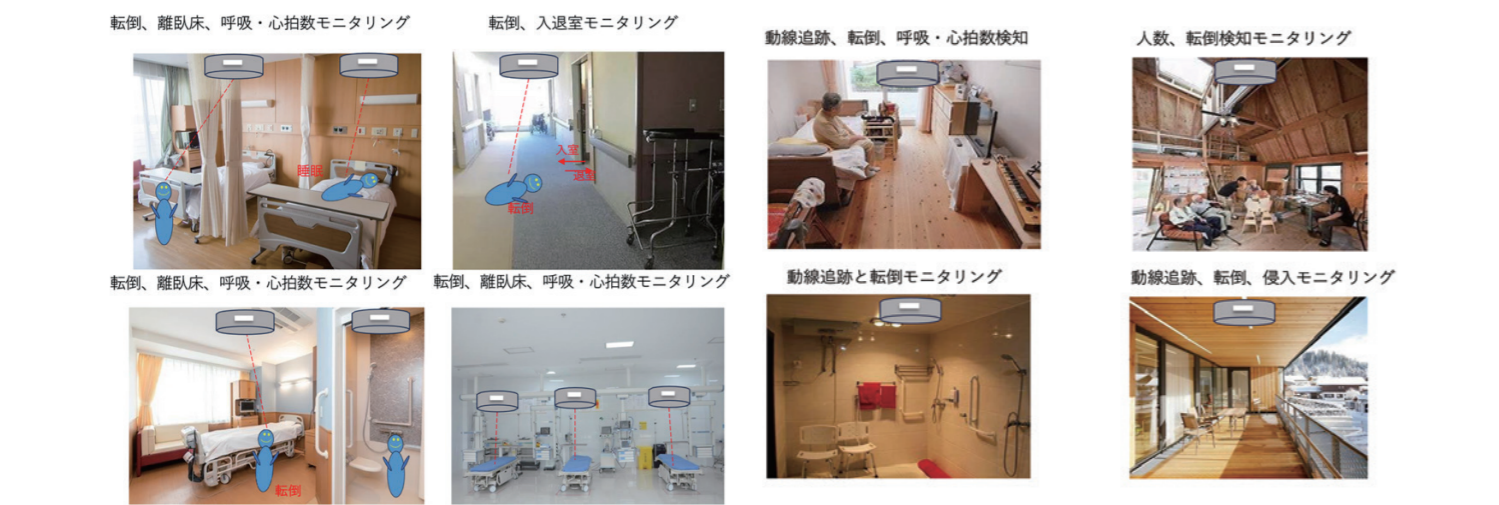 転倒、離臥床、呼吸・心拍数モニタリング
転倒、入退室モニタリング
動線追跡、転倒、呼吸・心拍数検知
人数、転倒検知モニタリング
睡眠
入室
退室
転倒
転倒、離臥床、呼吸・心拍数モニタリング
転倒、離臥床、呼吸・心拍数モニタリング
動線追跡と転倒モニタリング
動線追跡、転倒、侵入モニタリング
転倒